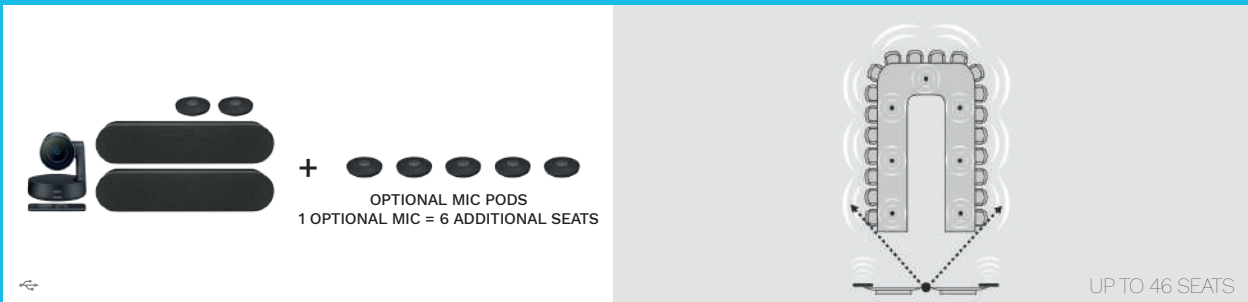 +
OPTIONAL MIC PODS
1 OPTIONAL MIC = 6 ADDITIONAL SEATS
UP TO 46 SEATS